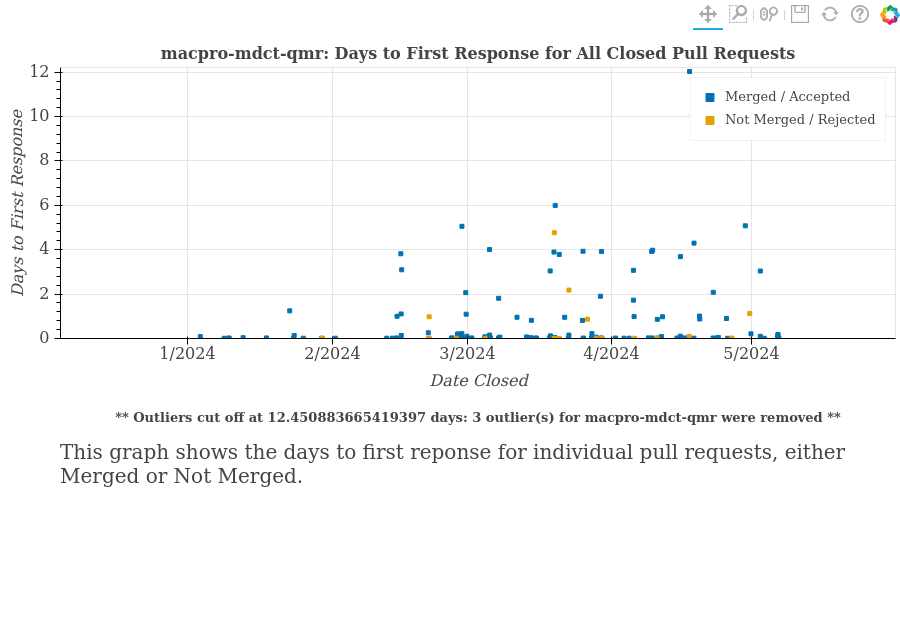 macpro-mdct-qmr: Days to First Response for All Closed Pull Requests
12
10
8
6
4
2
0
Days to First Response
Merged / Accepted
Not Merged / Rejected
1/2024 2/2024 3/2024 4/2024 5/2024
Date Closed
** Outliers cut off at 12.450883665419397 days: 3 outlier(s) for macpro-mdct-qmr were removed **
This graph shows the days to first reponse for individual pull requests, either
Merged or Not Merged.